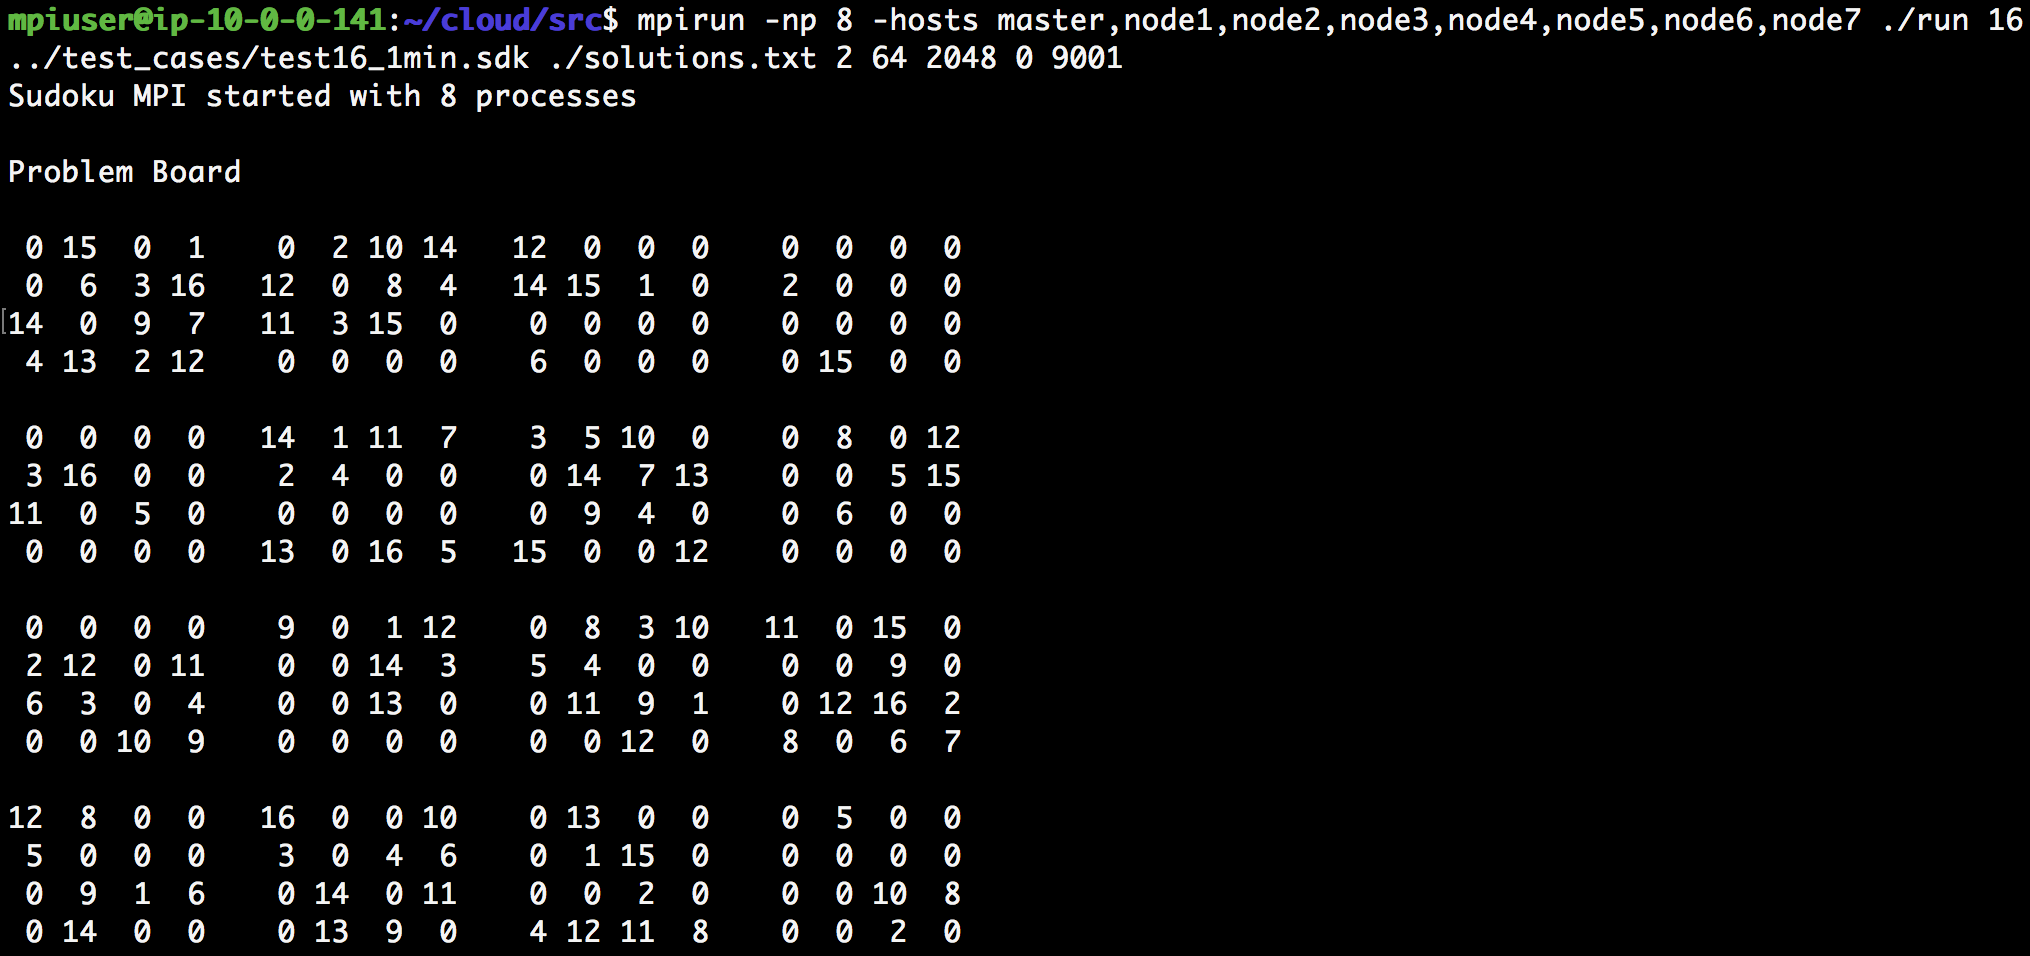 mpiuser@ip-10-0-0-141:~/cloud/src$ mpirun -np 8 -hosts master,node1,node2,node3,node4,node5,node6,node7 ./run 16
../test_cases/test16_1min.sdk ./solutions.txt 2 64 2048 0 9001
Sudoku MPI started with 8 processes
Problem Board
0 15 0 1 0 2 10 14 12 0 0 0 0 0 0 0
0 6 3 16 12 0 8 4 14 15 1 0 2 0 0 0
[14 0 9 7 11 3 15 0 0 0 0 0 0 0 0 0
4 13 2 12 0 0 0 0 6 0 0 0 0 15 0 0
0 0 0 0 14 1 11 7 3 5 10 0 0 8 0 12
3 16 0 0 2 4 0 0 0 14 7 13 0 0 5 15
11 0 5 0 0 0 0 0 0 9 4 0 0 6 0 0
0 0 0 0 13 0 16 5 15 0 0 12 0 0 0 0
0 0 0 0 9 0 1 12 0 8 3 10 11 0 15 0
2 12 0 11 0 0 14 3 5 4 0 0 0 0 9 0
6 3 0 4 0 0 13 0 0 11 9 1 0 12 16 2
0 0 10 9 0 0 0 0 0 0 12 0 8 0 6 7
12 8 0 0 16 0 0 10 0 13 0 0 0 5 0 0
5 0 0 0 3 0 4 6 0 1 15 0 0 0 0 0
0 9 1 6 0 14 0 11 0 0 2 0 0 0 10 8
0 14 0 0 0 13 9 0 4 12 11 8 0 0 2 0